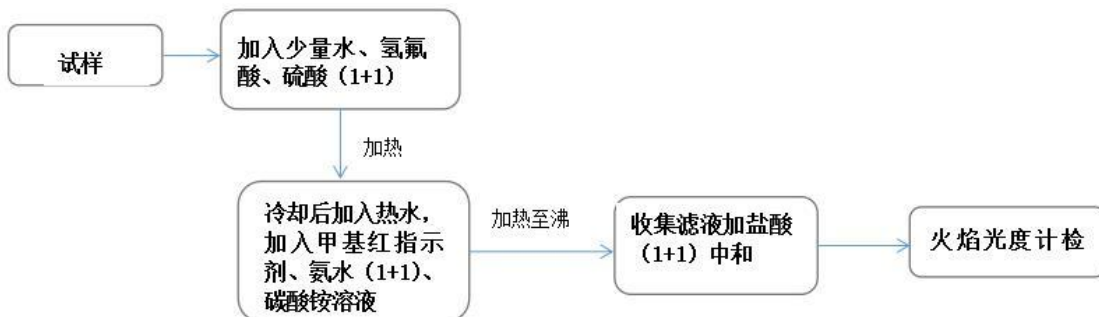 试样
加入少量水、氢氟
酸、硫酸（1+1）
加热
冷却后加入热水，
加入甲基红指示
剂、氨水（1+1）、
碳酸铵溶液
加热至沸
收集滤液加盐酸
（1+1）中和
火焰光度计检